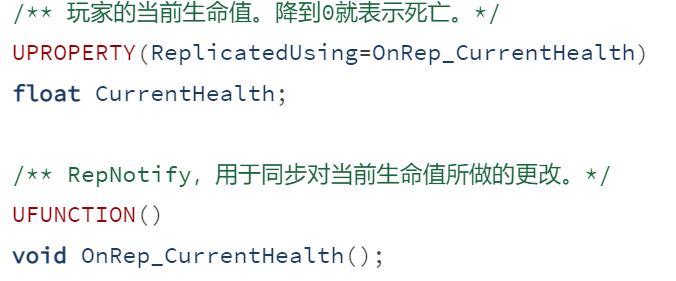 /** 玩家的当前生命值。降到0就表示死亡。*/
UPROPERTY(ReplicatedUsing=OnRep_CurrentHealth)
float CurrentHealth;
/** RepNotify，用于同步对当前生命值所做的更改。*/
UFUNCTION()
void OnRep_CurrentHealth();